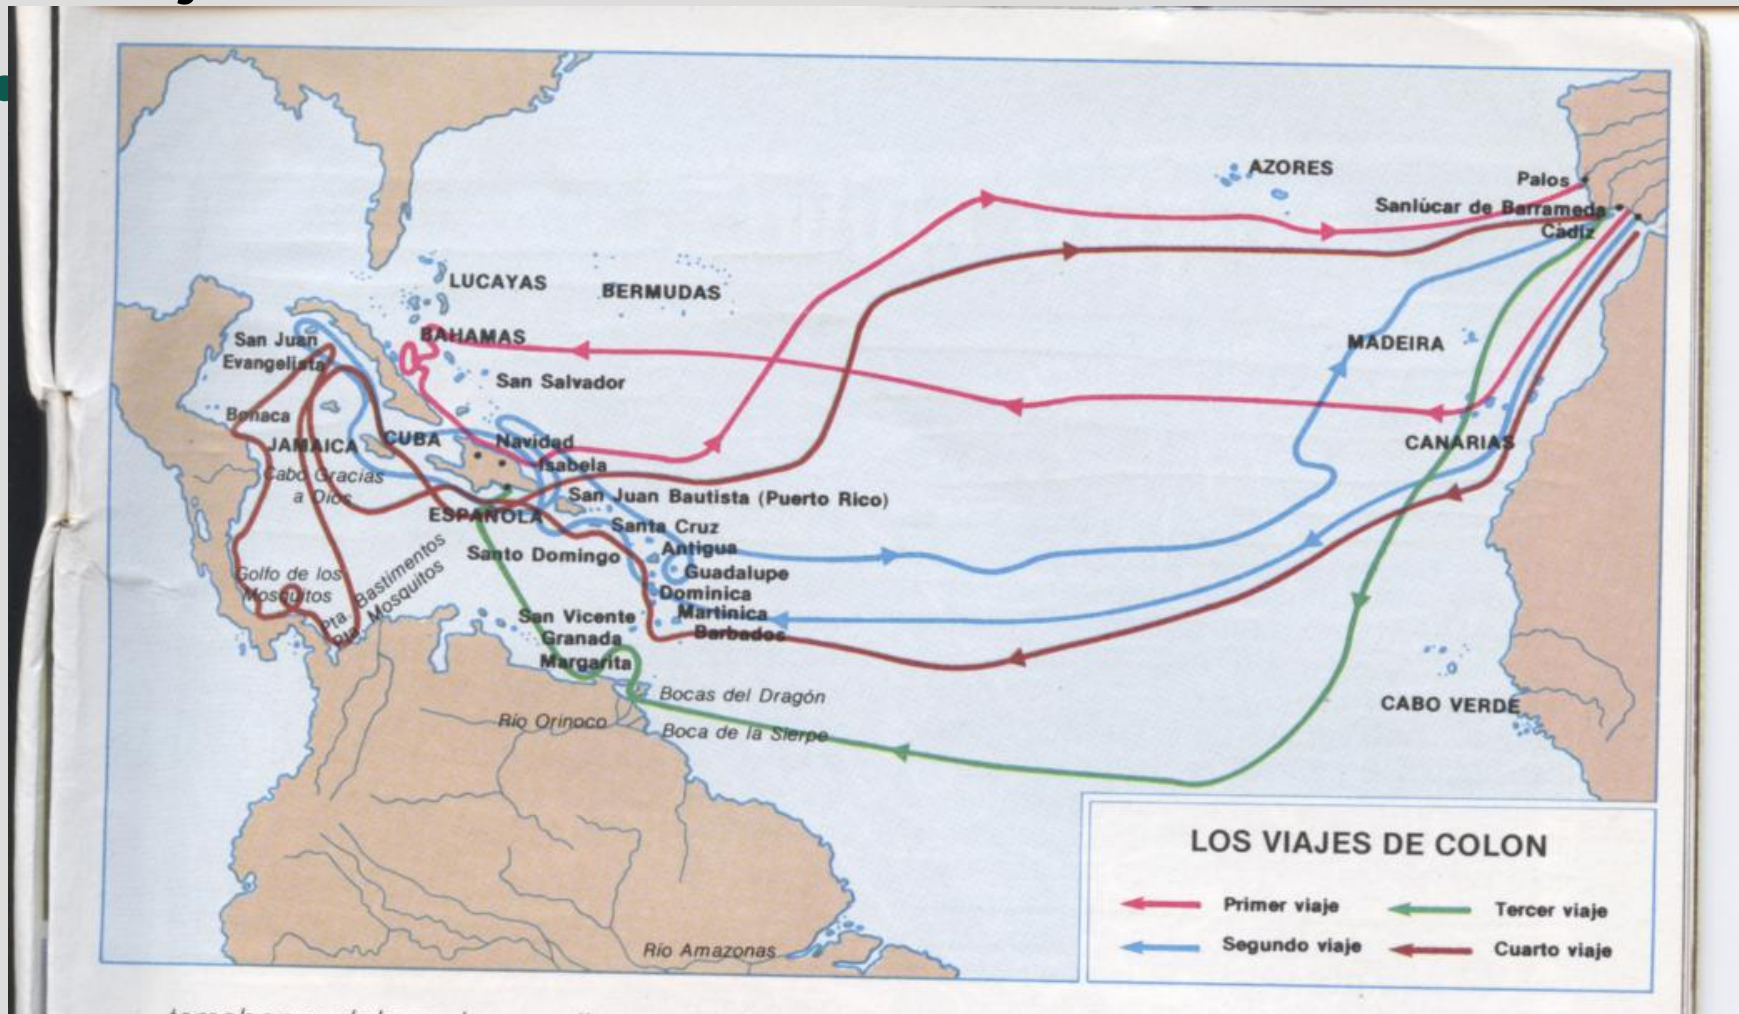 AZORES
Palos
Sanlúcar de Barrameda
Cádiz
LUCAYAS
BERMUDAS
BAHAMAS
San Juan
Evangelista
MADEIRA
San Salvador
Bonaca
JAMAICA
CUBA
Navidad
CANARIAS
Isabela
Cabo Gracias
a Dios
San Juan Bautista (Puerto Rico)
ESPAÑOLA
Santa Cruz
Santo Domingo
Antigua
Guadalupe
Golfo de los
Mosquitos
Pta. Bastimentos
Pta. Mosquitos
Dominica
San Vicente
Martinica
Granada
Barbados
Margarita
Bocas del Dragón
CABO VERDE
Río Orinoco
Boca de la Sierpe
LOS VIAJES DE COLON
Primer viaje
Tercer viaje
Segundo viaje
Cuarto viaje
Río Amazonas